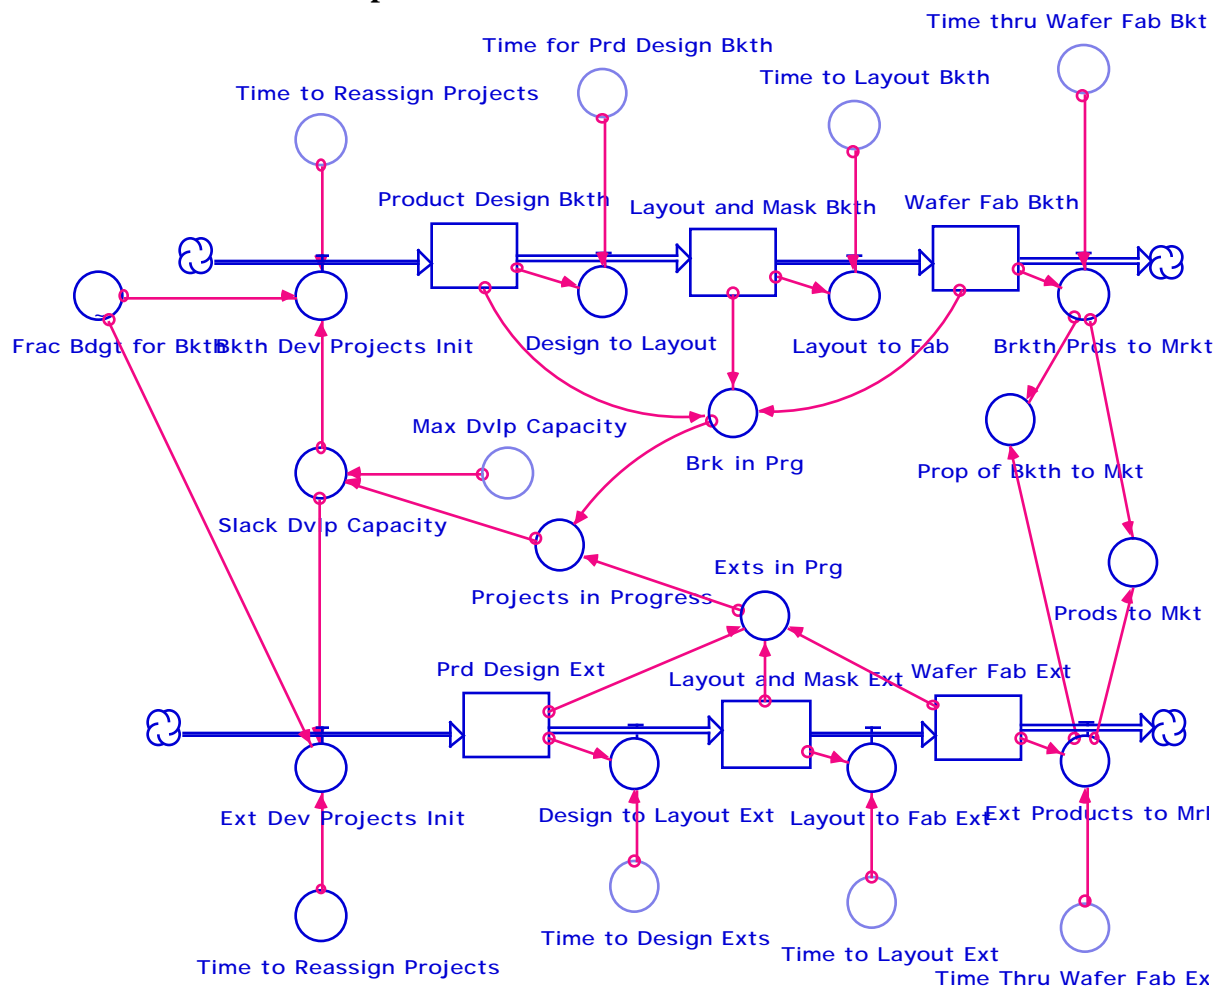 Time thru Wafer Fab Bkt
Time for Prd Design Bkth
Time to Layout Bkth
Time to Reassign Projects
Product Design Bkth
Layout and Mask Bkth
Wafer Fab Bkth
Frac Bdgt for Bkth
Bkth Dev Projects Init
Design to Layout
Layout to Fab
Brkth Prds to Mrkt
Max Dvlp Capacity
Brk in Prg
Prop of Bkth to Mkt
Slack Dvlp Capacity
Exts in Prg
Projects in Progress
Prods to Mkt
Prd Design Ext
Layout and Mask Ext
Wafer Fab Ext
Ext Dev Projects Init
Design to Layout Ext
Layout to Fab Ext
Ext Products to Mrl
Time to Design Exts
Time to Layout Ext
Time to Reassign Projects
Time Thru Wafer Fab Ex